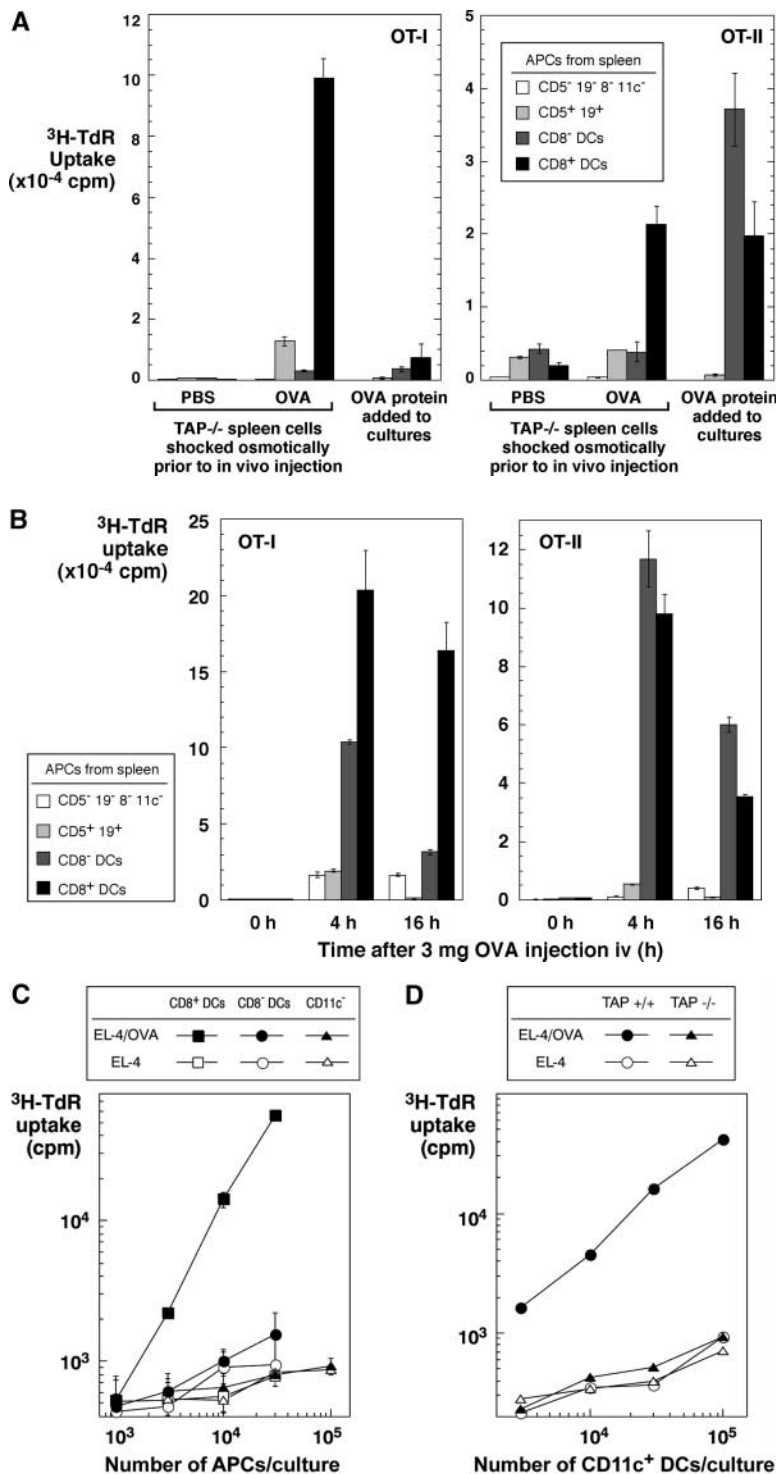 A
OT-I
12
10
8
6
4
2
0
³H-TdR
Uptake
(x10⁻⁴ cpm)
PBS
OVA
OVA protein
added to
cultures
TAP-/- spleen cells
shocked osmotically
prior to in vivo injection
OT-II
5
4
3
2
1
0
APCs from spleen
CD5⁻ 19⁻ 8⁻ 11c⁻
CD5⁺ 19⁺
CD8⁻ DCs
CD8⁺ DCs
PBS
OVA
OVA protein
added to
cultures
TAP-/- spleen cells
shocked osmotically
prior to in vivo injection
B
³H-TdR
uptake
(x10⁻⁴ cpm)
OT-I
25
20
15
10
5
0
0 h
4 h
16 h
OT-II
12
10
8
6
4
2
0
0 h
4 h
16 h
APCs from spleen
CD5⁻ 19⁻ 8⁻ 11c⁻
CD5⁺ 19⁺
CD8⁻ DCs
CD8⁺ DCs
Time after 3 mg OVA injection iv (h)
C
CD8⁺ DCs CD8⁻ DCs CD11c⁻
EL-4/OVA
EL-4
³H-TdR
uptake
(cpm)
10⁴
10³
10³
10⁴
10⁵
Number of APCs/culture
D
TAP +/+ TAP -/-
EL-4/OVA
EL-4
³H-TdR
uptake
(cpm)
10⁴
10³
10⁴
10⁵
Number of CD11c⁺ DCs/culture